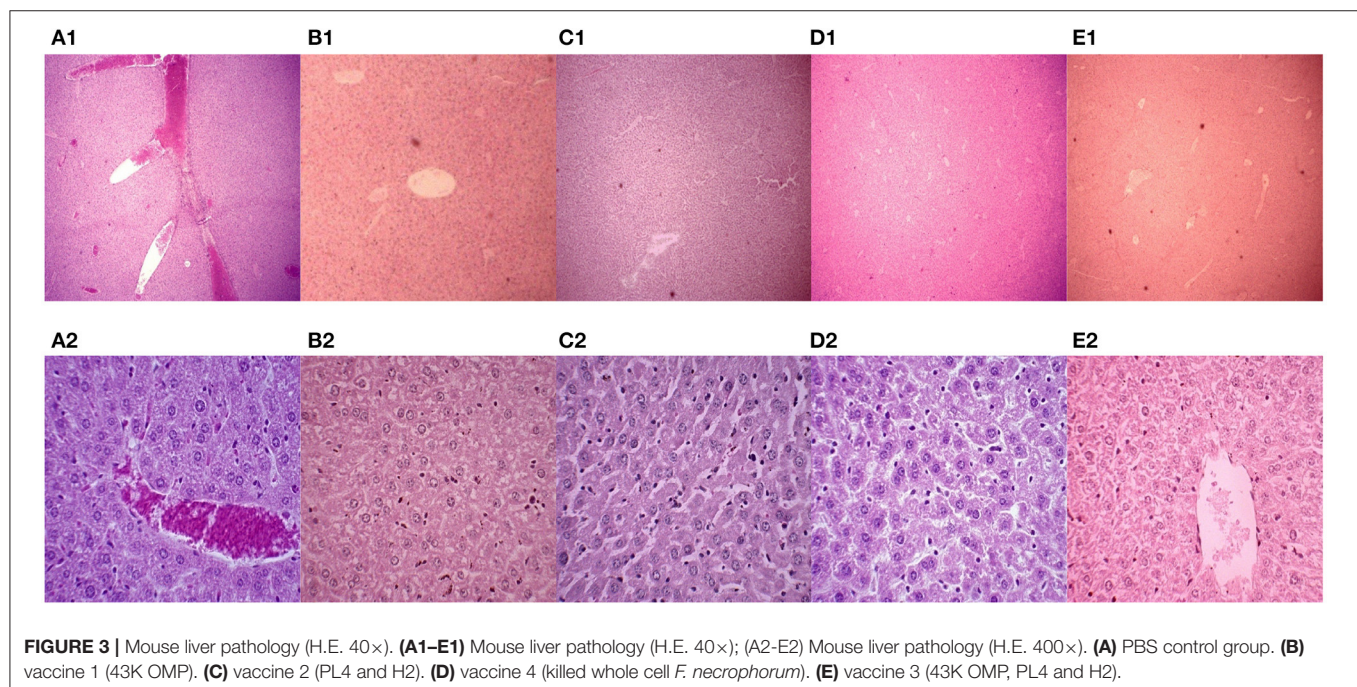 A1 B1 C1 D1 E1
A2 B2 C2 D2 E2
FIGURE 3 | Mouse liver pathology (H.E. 40×). (A1–E1) Mouse liver pathology (H.E. 40×); (A2-E2) Mouse liver pathology (H.E. 400×). (A) PBS control group. (B)
vaccine 1 (43K OMP). (C) vaccine 2 (PL4 and H2). (D) vaccine 4 (killed whole cell F. necrophorum). (E) vaccine 3 (43K OMP, PL4 and H2).